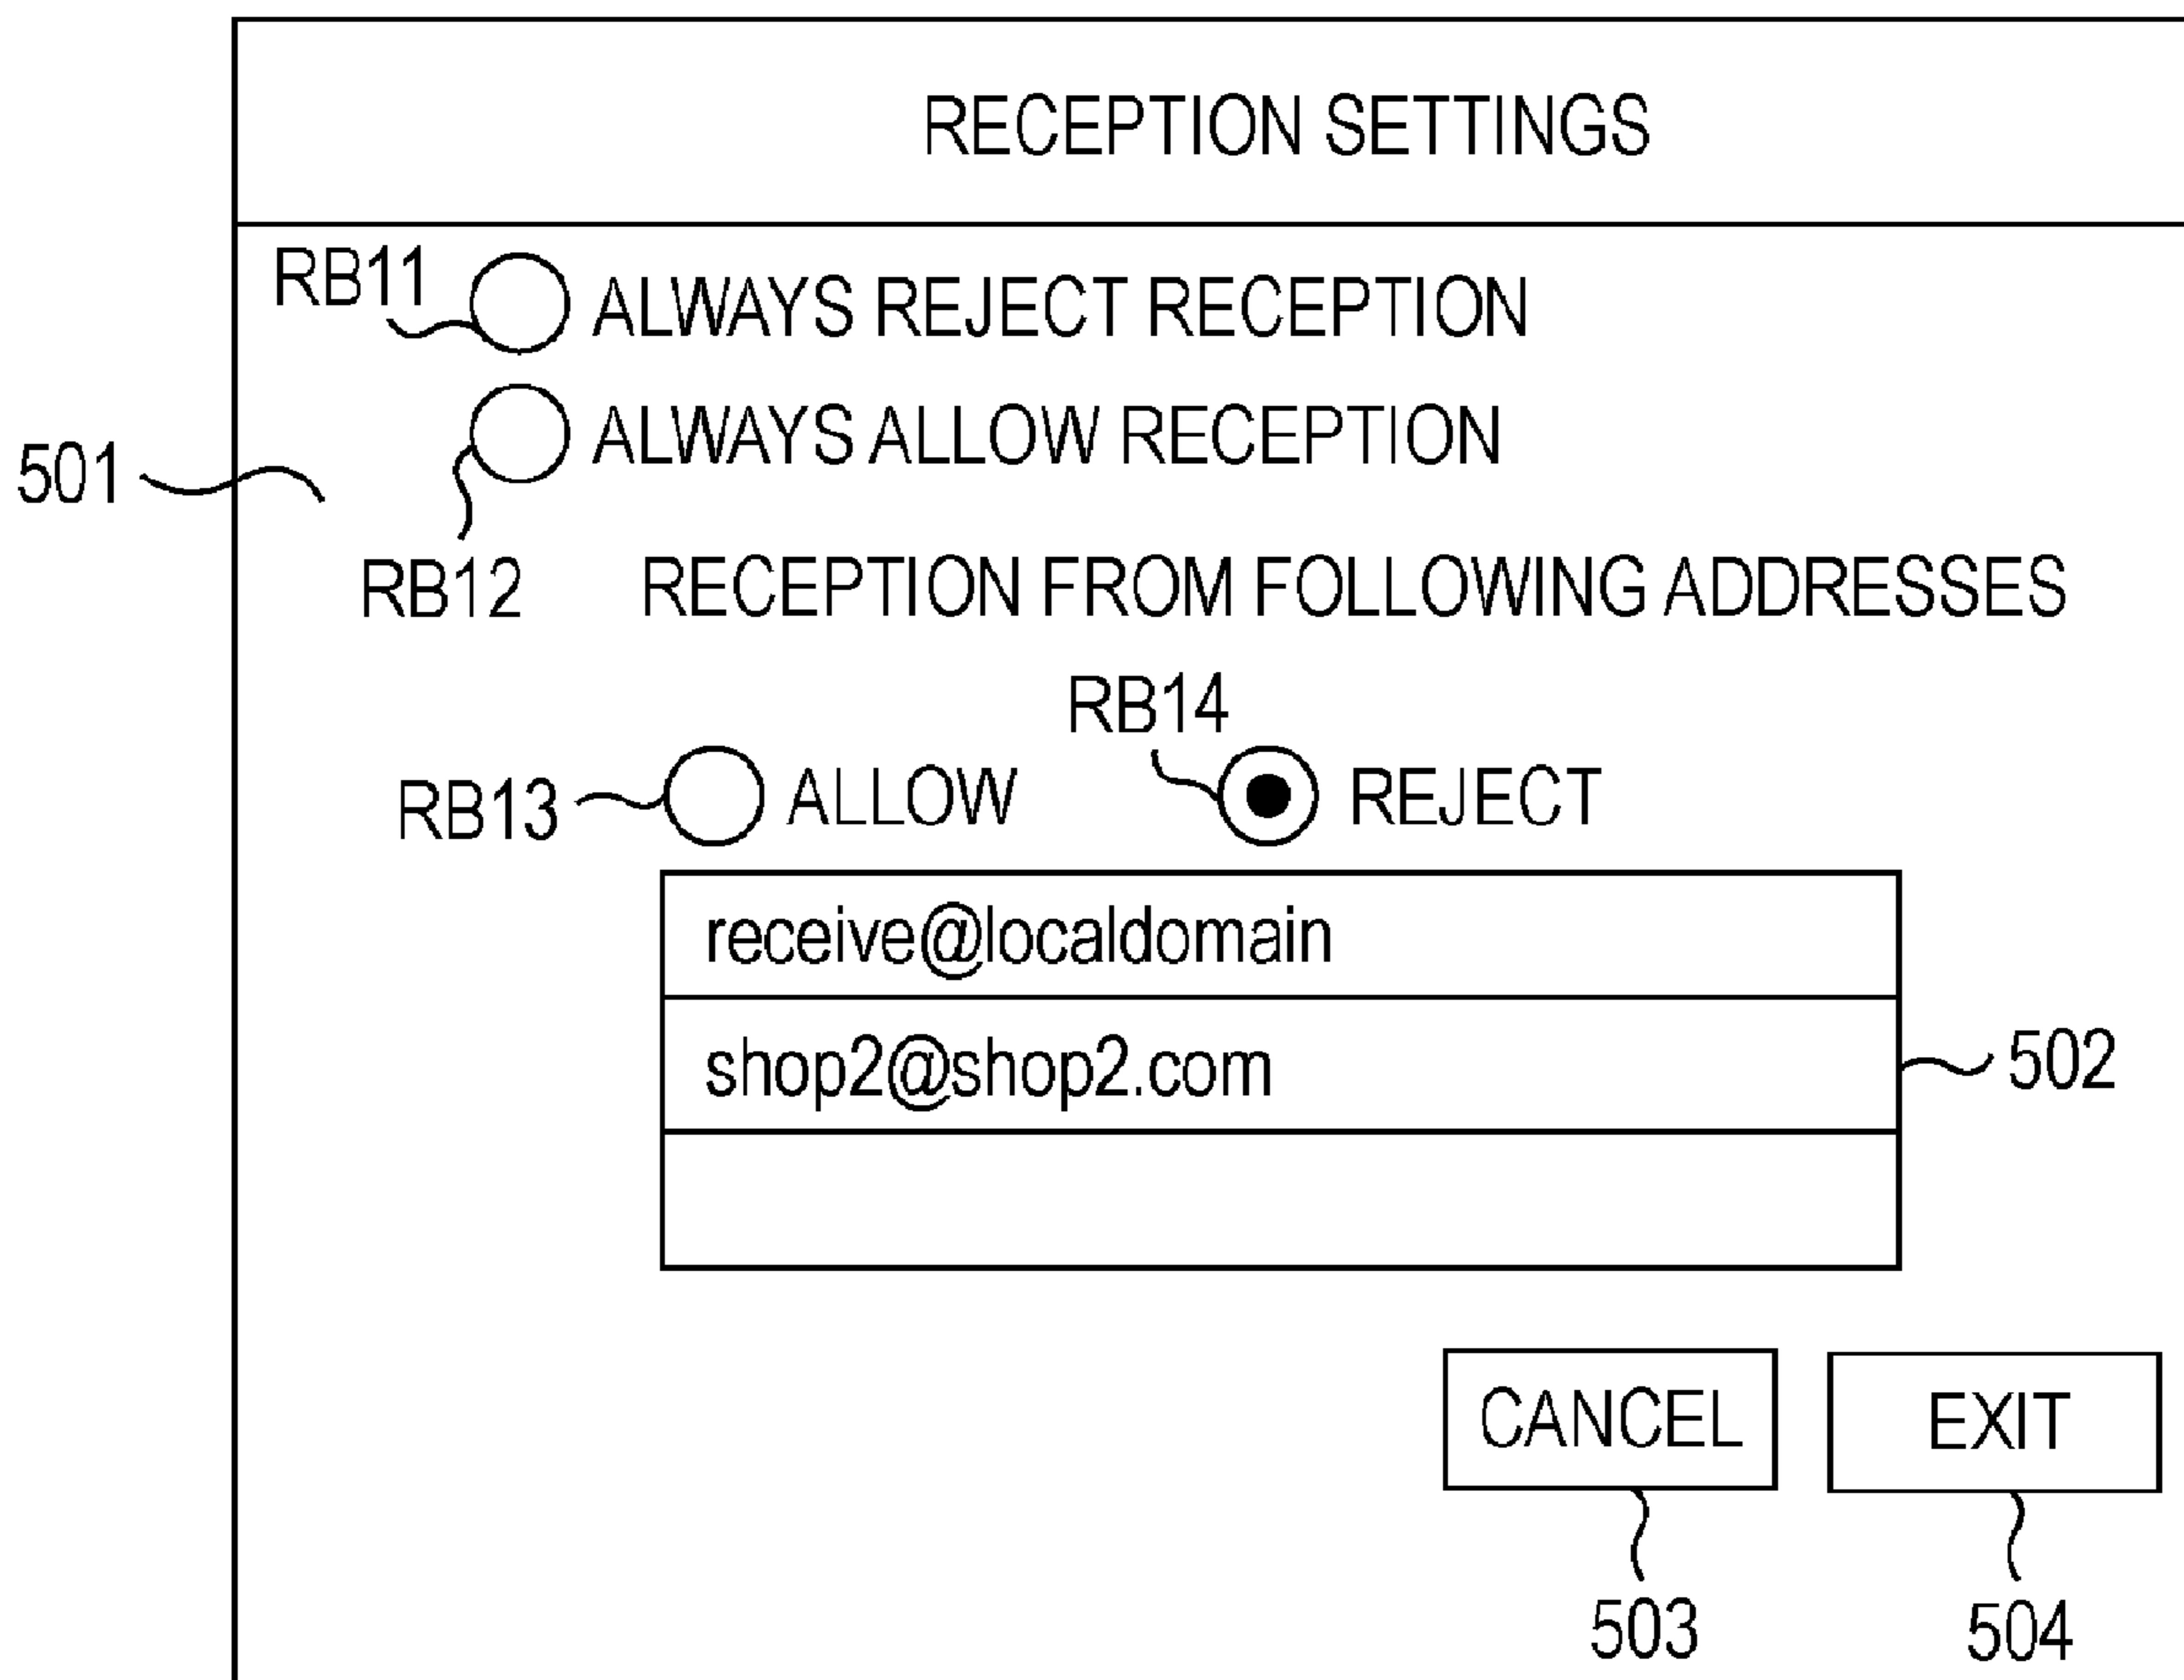 RECEPTION SETTINGS
RB11 ALWAYS REJECT RECEPTION
ALWAYS ALLOW RECEPTION
501
RB12 RECEPTION FROM FOLLOWING ADDRESSES
RB14
RB13 ALLOW REJECT
receive@localdomain
shop2@shop2.com
502
CANCEL EXIT
503 504